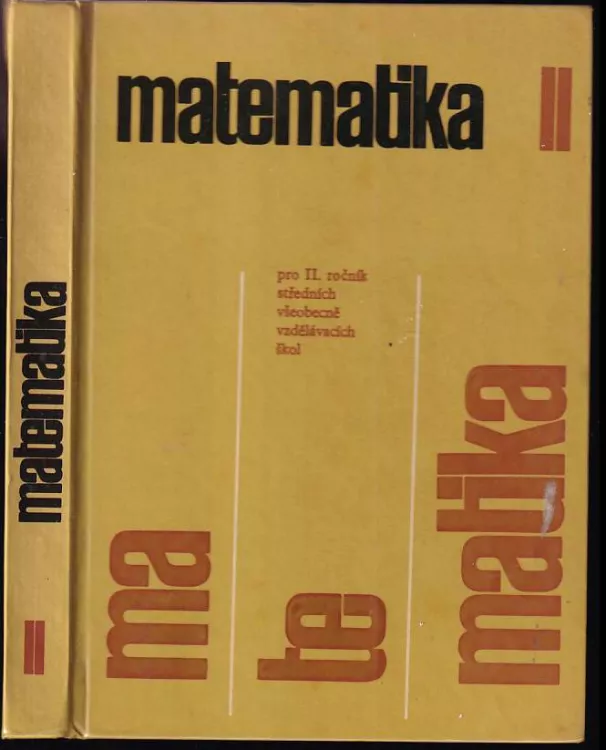 matematika
II
matematika II
pro II. ročník
středních
všeobecně
vzdělávacích
škol
ma
te
matika